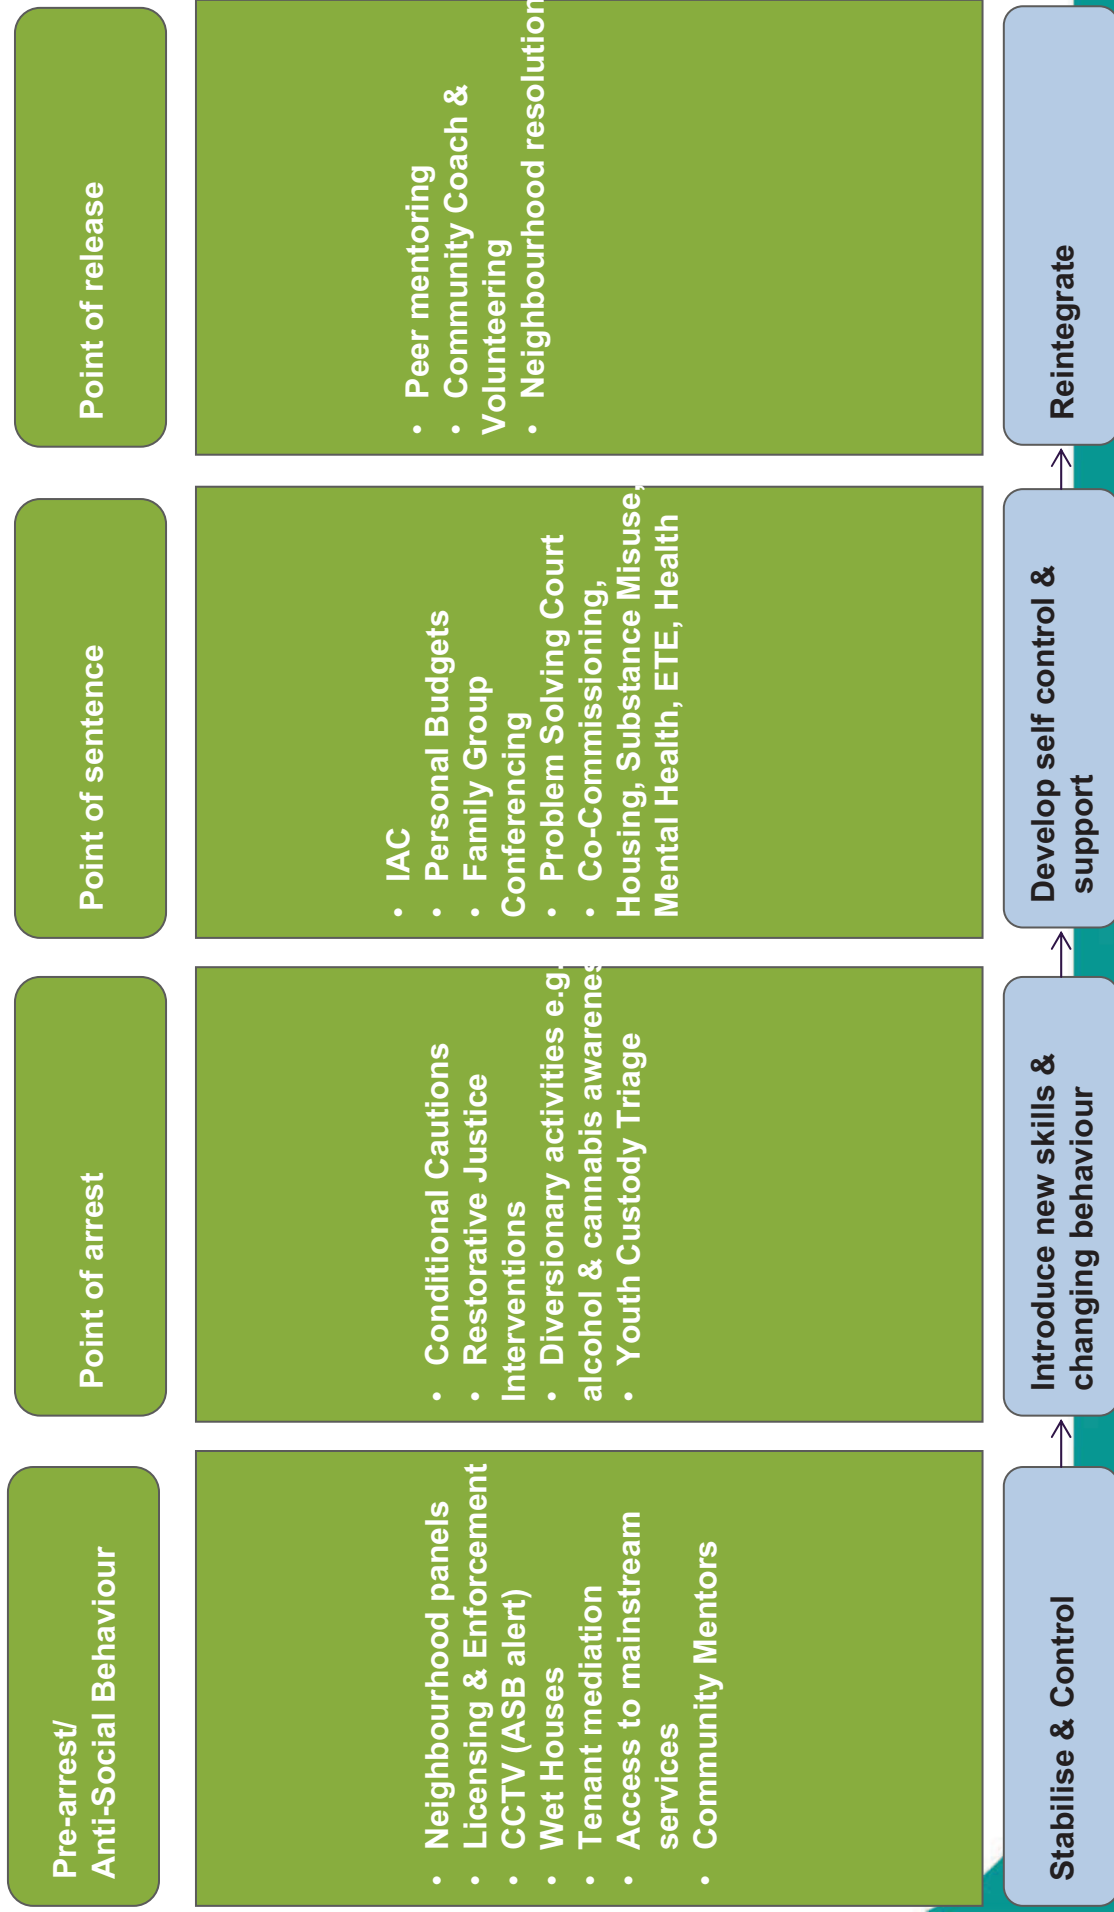 Pre-arrest/
Anti-Social Behaviour
Point of arrest
Point of sentence
Point of release
• Neighbourhood panels
• Licensing & Enforcement
• CCTV (ASB alert)
• Wet Houses
• Tenant mediation
• Access to mainstream
services
• Community Mentors
• Conditional Cautions
• Restorative Justice
Interventions
• Diversionary activities e.g.
alcohol & cannabis awarenes
• Youth Custody Triage
• IAC
• Personal Budgets
• Family Group
Conferencing
• Problem Solving Court
• Co-Commissioning,
Housing, Substance Misuse,
Mental Health, ETE, Health
• Peer mentoring
• Community Coach &
Volunteering
• Neighbourhood resolution
Stabilise & Control
Introduce new skills &
changing behaviour
Develop self control &
support
Reintegrate